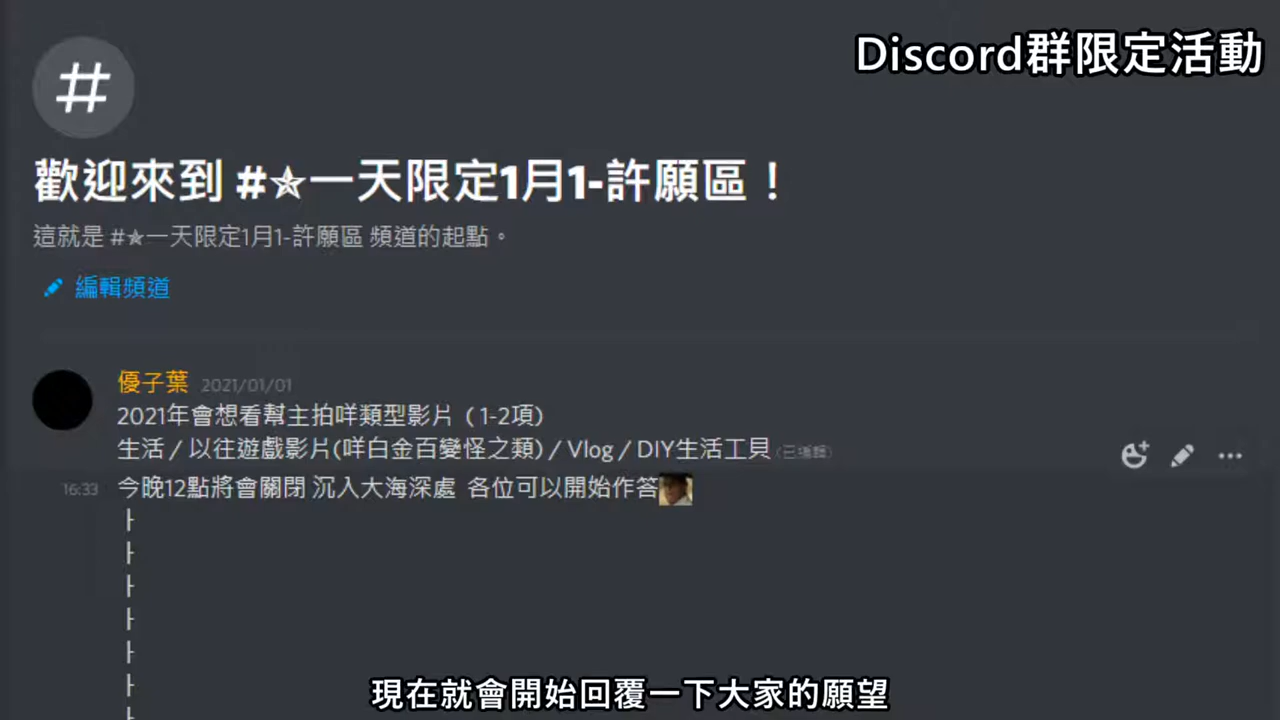 Discord群限定活動
#
歡迎來到 #✯一天限定1月1-許願區！
這就是 #✯一天限定1月1-許願區 頻道的起點。
編輯頻道
優子葉 2021/01/01
2021年會想看幫主拍咩類型影片（1-2項）
生活／以往遊戲影片(咩白金百變怪之類)／Vlog／DIY生活工具 (已編輯)
16:33 今晚12點將會關閉 沉入大海深處 各位可以開始作答
├
├
├
├
├
├
現在就會開始回覆一下大家的願望